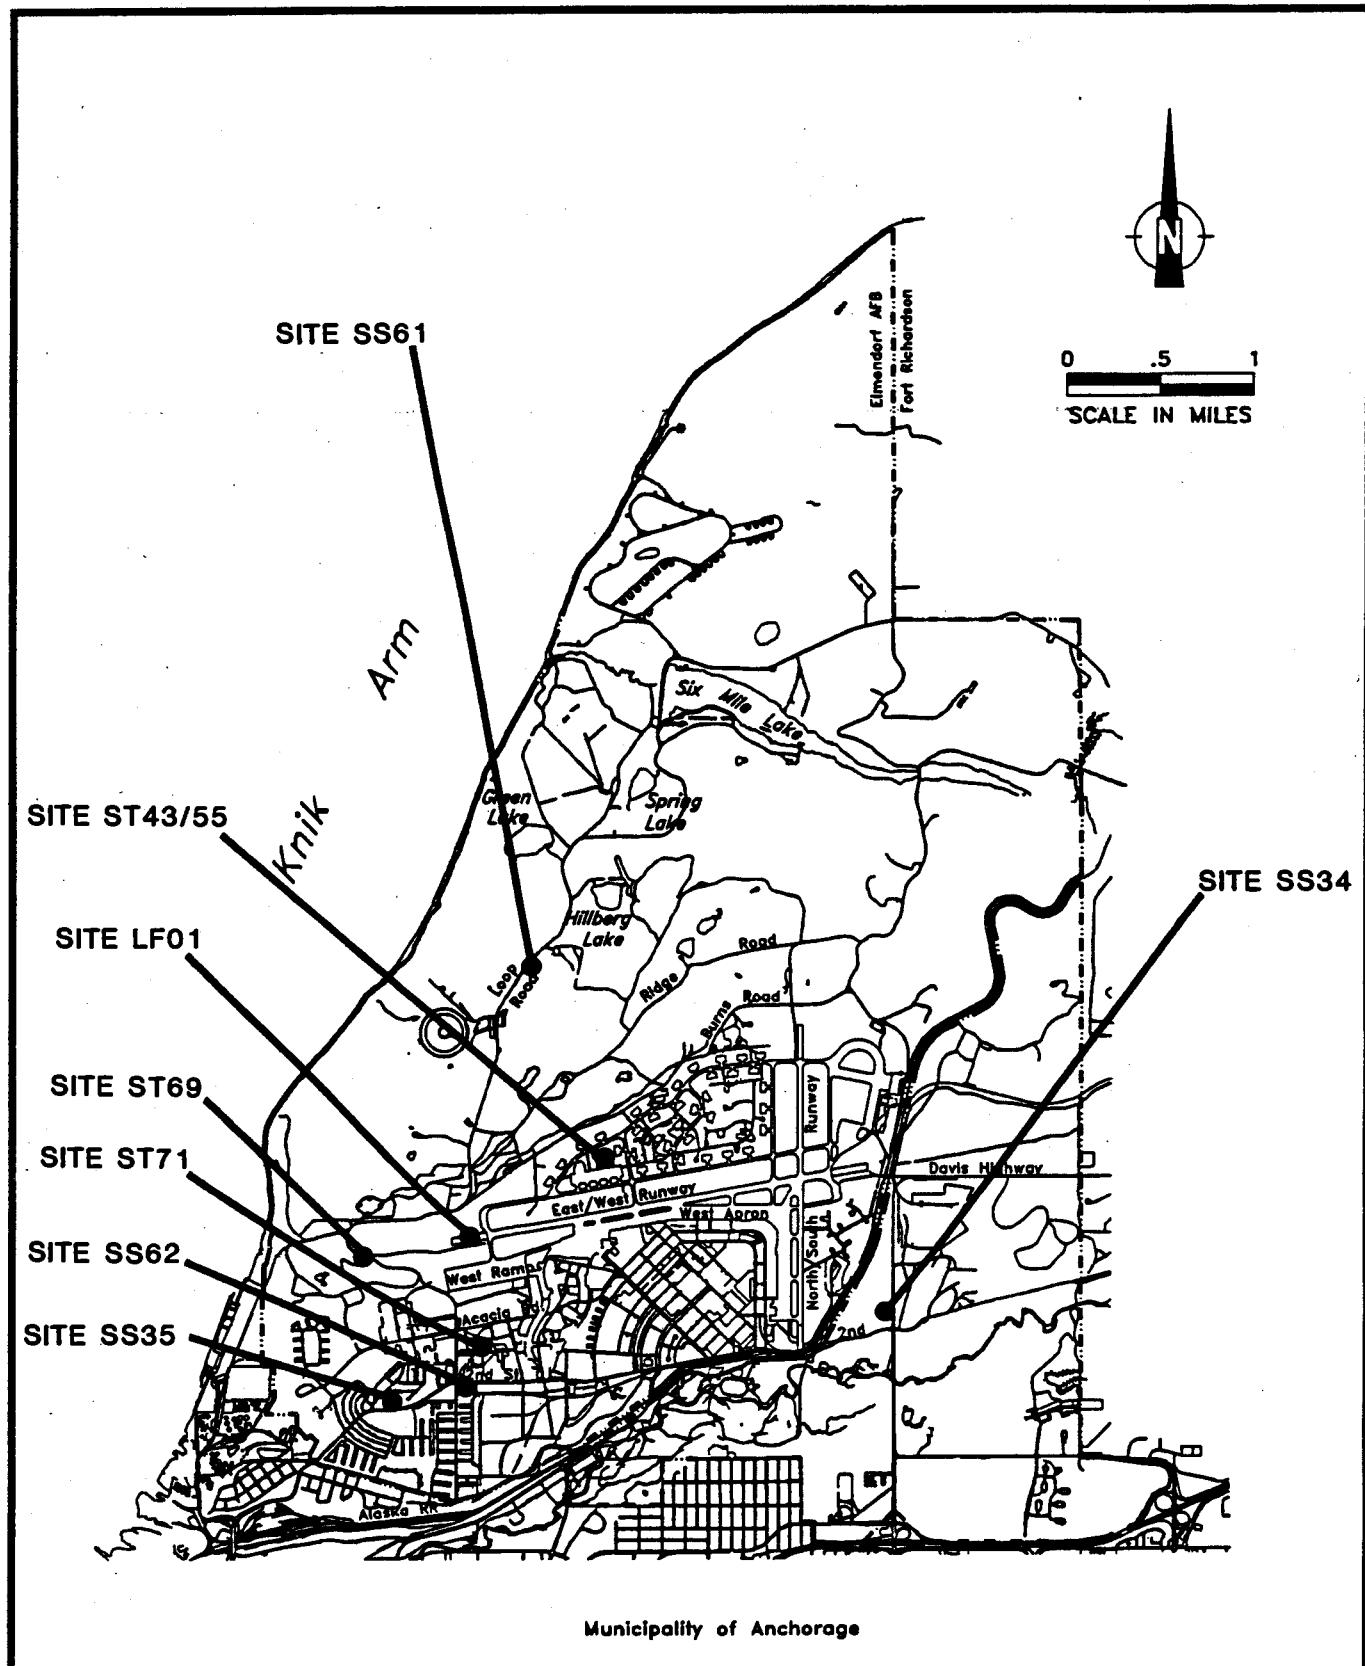 N
0 .5 1
SCALE IN MILES
Elmendorf AFB
Fort Richardson
SITE SS61
Knik Arm
Six Mile Lake
Green
Lake
Spring
Lake
SITE ST43/55
SITE SS34
Hillberg
Lake
SITE LF01
Loop
Road
Ridge Road
Burns Road
SITE ST69
Runway
SITE ST71
Davis Highway
East/West Runway
West Apron
North/South
SITE SS62
West Ramp
Acacia Rd.
SITE SS35
2nd
2nd St
Alaska RR
Municipality of Anchorage